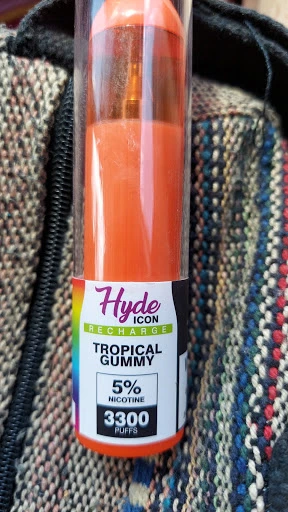 Hyde
ICON
RECHARGE
TROPICAL
GUMMY
5%
NICOTINE
3300
PUFFS